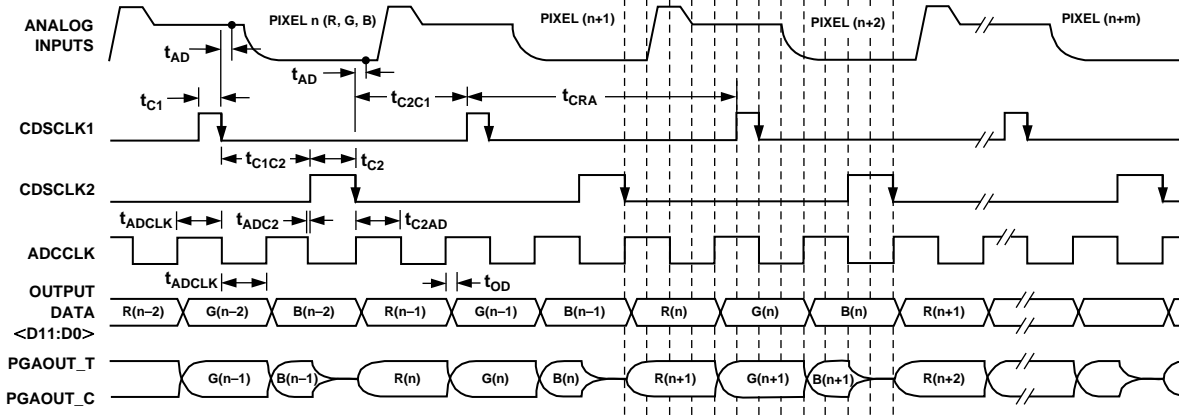 ANALOG INPUTS
PIXEL n (R, G, B)
PIXEL (n+1)
PIXEL (n+2)
PIXEL (n+m)
tAD
tAD
tC1
tC2C1
tCRA
CDSCLK1
tC1C2
tC2
CDSCLK2
tADCLK
tADC2
tC2AD
ADCCLK
tADCLK
tOD
OUTPUT DATA <D11:D0>
R(n–2)
G(n–2)
B(n–2)
R(n–1)
G(n–1)
B(n–1)
R(n)
G(n)
B(n)
R(n+1)
PGAOUT_T
G(n–1)
B(n–1)
R(n)
G(n)
B(n)
R(n+1)
G(n+1)
B(n+1)
R(n+2)
PGAOUT_C